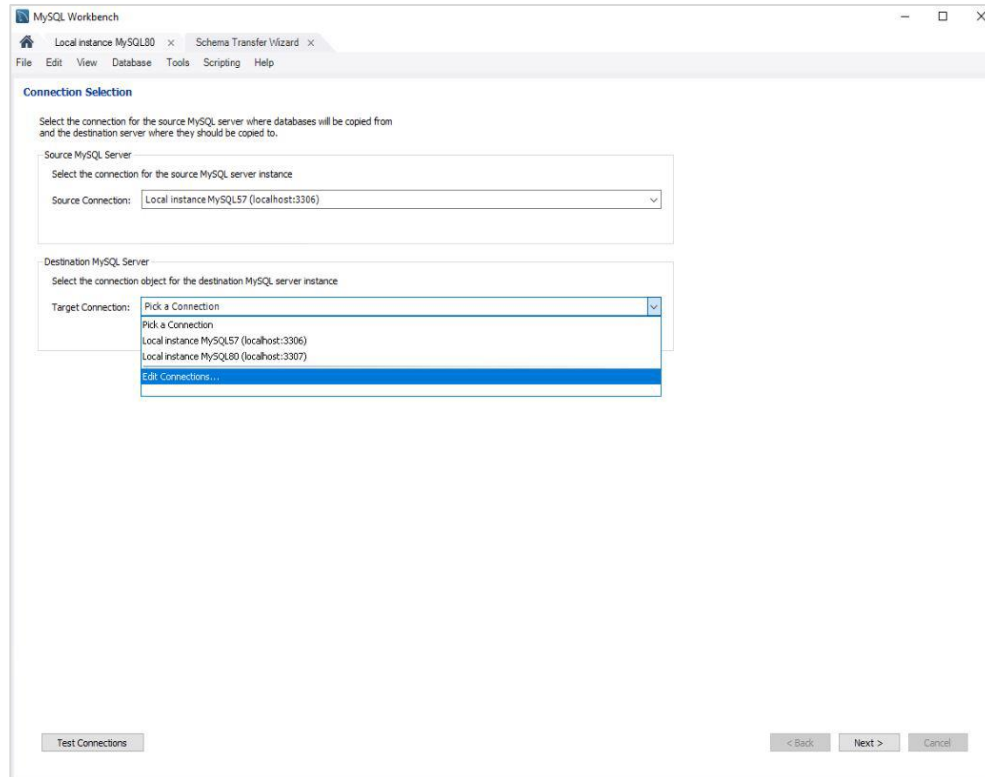 MySQL Workbench
Local instance MySQL80 Schema Transfer Wizard
File Edit View Database Tools Scripting Help
Connection Selection
Select the connection for the source MySQL server where databases will be copied from
and the destination server where they should be copied to.
Source MySQL Server
Select the connection for the source MySQL server instance
Source Connection: Local instance MySQL57 (localhost:3306)
Destination MySQL Server
Select the connection object for the destination MySQL server instance
Target Connection: Pick a Connection
Pick a Connection
Local instance MySQL57 (localhost:3306)
Local instance MySQL80 (localhost:3307)
Edit Connections...
Test Connections < Back Next > Cancel